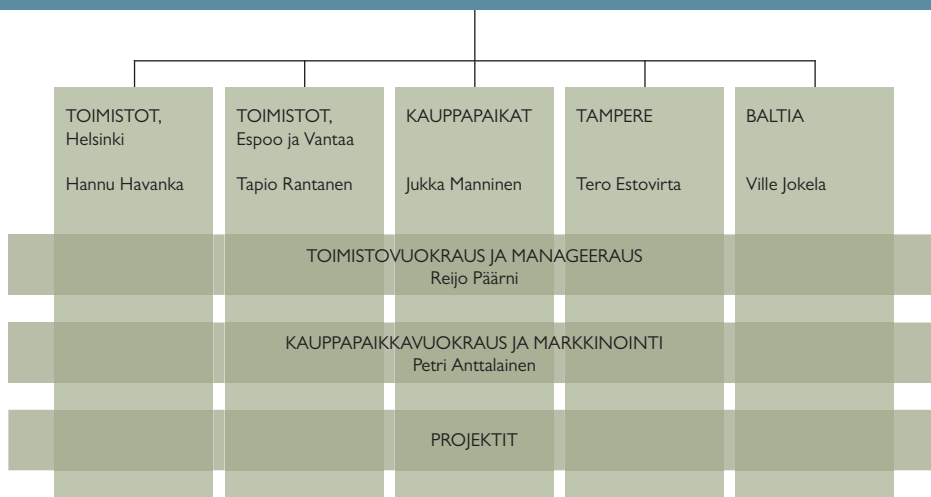 TOIMISTOT,
Helsinki
Hannu Havanka
TOIMISTOT,
Espoo ja Vantaa
Tapio Rantanen
KAUPPAPAIKAT
Jukka Manninen
TAMPERE
Tero Estovirta
BALTIA
Ville Jokela
TOIMISTOVUOKRAUS JA MANAGEERAUS
Reijo Päärni
KAUPPAPAIKKAVUOKRAUS JA MARKKINOINTI
Petri Anttalainen
PROJEKTIT